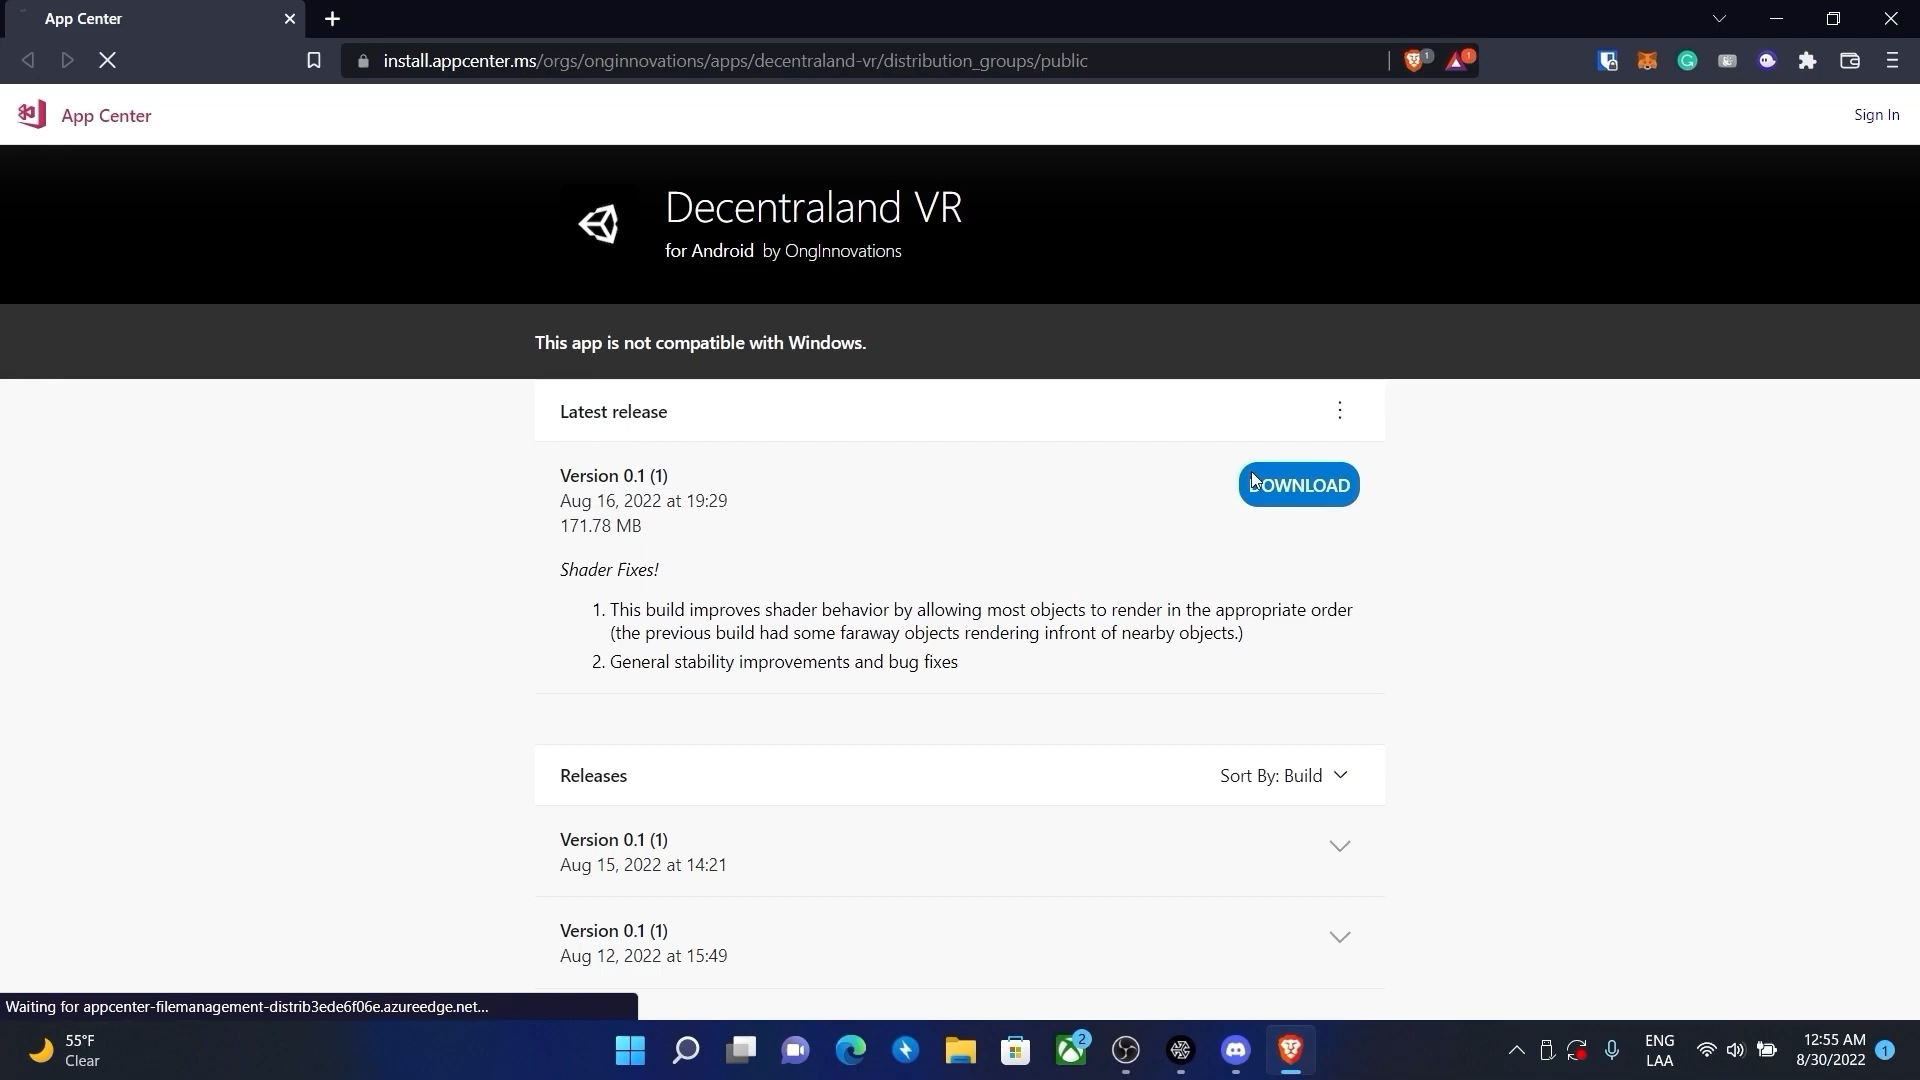 App Center
install.appcenter.ms/orgs/onginnovations/apps/decentraland-vr/distribution_groups/public
1
1
App Center
Sign In
Decentraland VR
for Android by OngInnovations
This app is not compatible with Windows.
Latest release
Version 0.1 (1)
DOWNLOAD
Aug 16, 2022 at 19:29
171.78 MB
Shader Fixes!
1. This build improves shader behavior by allowing most objects to render in the appropriate order
(the previous build had some faraway objects rendering infront of nearby objects.)
2. General stability improvements and bug fixes
Releases
Sort By: Build
Version 0.1 (1)
Aug 15, 2022 at 14:21
Version 0.1 (1)
Aug 12, 2022 at 15:49
Waiting for appcenter-filemanagement-distrib3ede6f06e.azureedge.net...
55°F
Clear
2
ENG
LAA
12:55 AM
8/30/2022
1